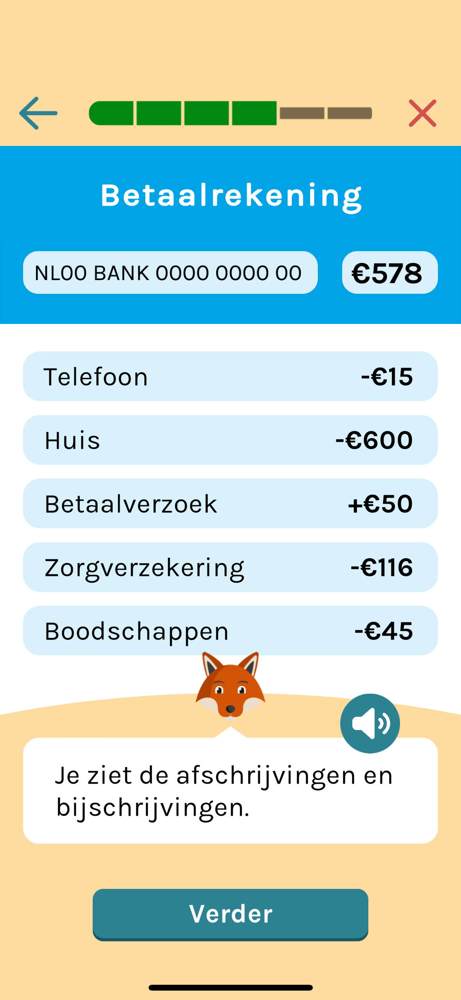 Betaalrekening
NL00 BANK 0000 0000 00 €578
Telefoon -€15
Huis -€600
Betaalverzoek +€50
Zorgverzekering -€116
Boodschappen -€45
Je ziet de afschrijvingen en
bijschrijvingen.
Verder